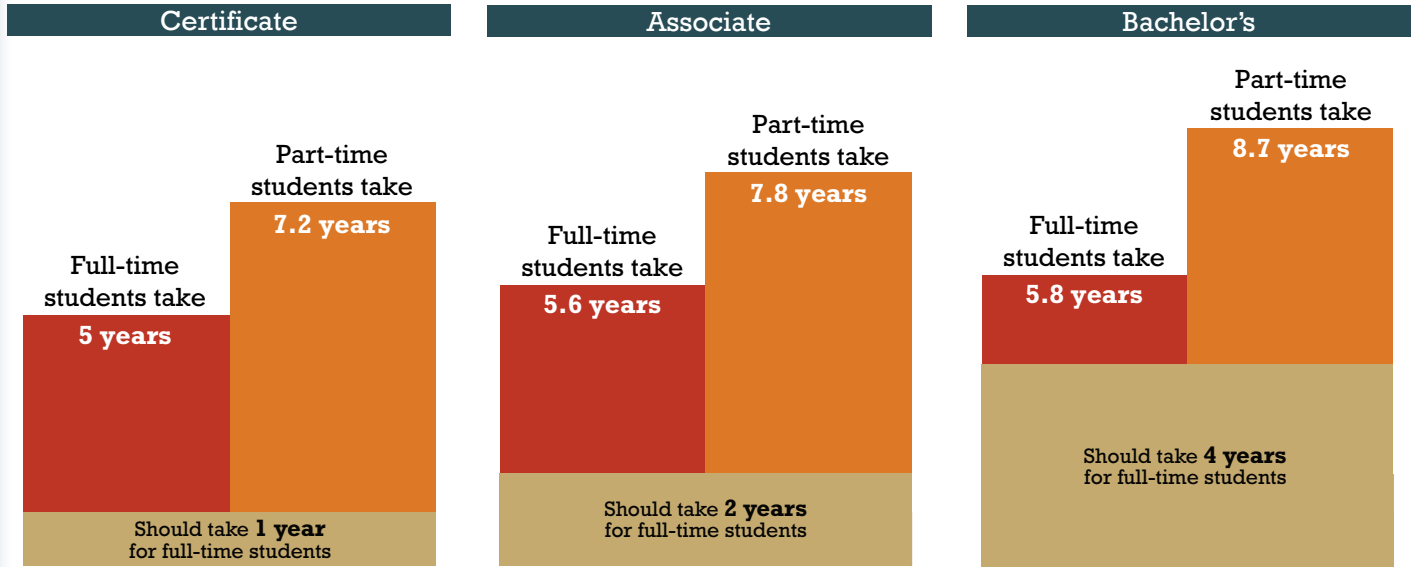 Certificate
Part-time
students take
7.2 years
Full-time
students take
5 years
Should take 1 year
for full-time students
Associate
Part-time
students take
7.8 years
Full-time
students take
5.6 years
Should take 2 years
for full-time students
Bachelor's
Part-time
students take
8.7 years
Full-time
students take
5.8 years
Should take 4 years
for full-time students